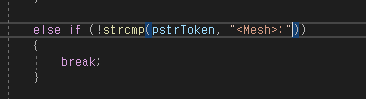 else if (!strcmp(pstrToken, "<Mesh>:"))
{
break;
}